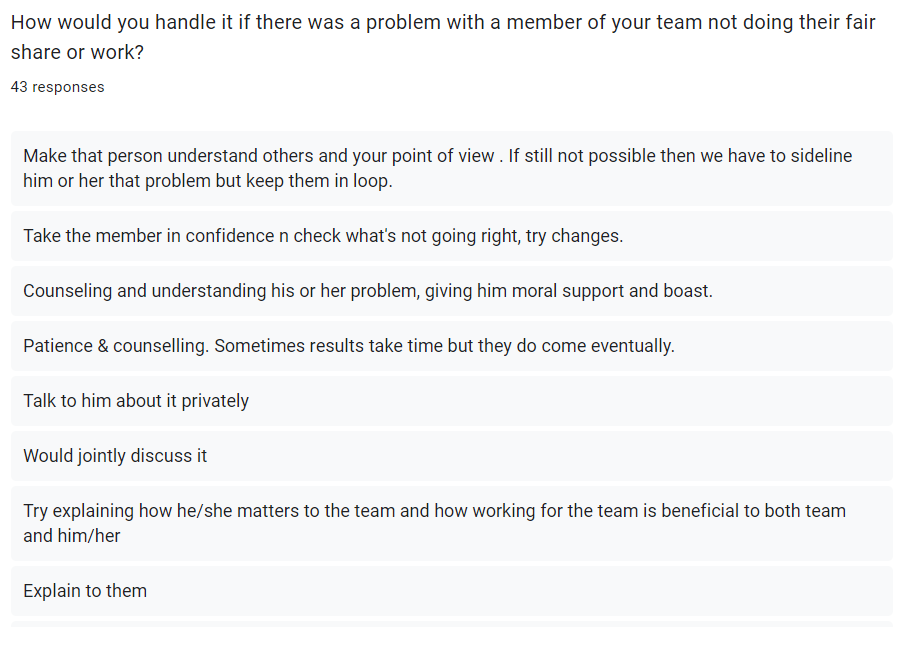 How would you handle it if there was a problem with a member of your team not doing their fair
share or work?
43 responses
Make that person understand others and your point of view . If still not possible then we have to sideline
him or her that problem but keep them in loop.
Take the member in confidence n check what's not going right, try changes.
Counseling and understanding his or her problem, giving him moral support and boast.
Patience & counselling. Sometimes results take time but they do come eventually.
Talk to him about it privately
Would jointly discuss it
Try explaining how he/she matters to the team and how working for the team is beneficial to both team
and him/her
Explain to them